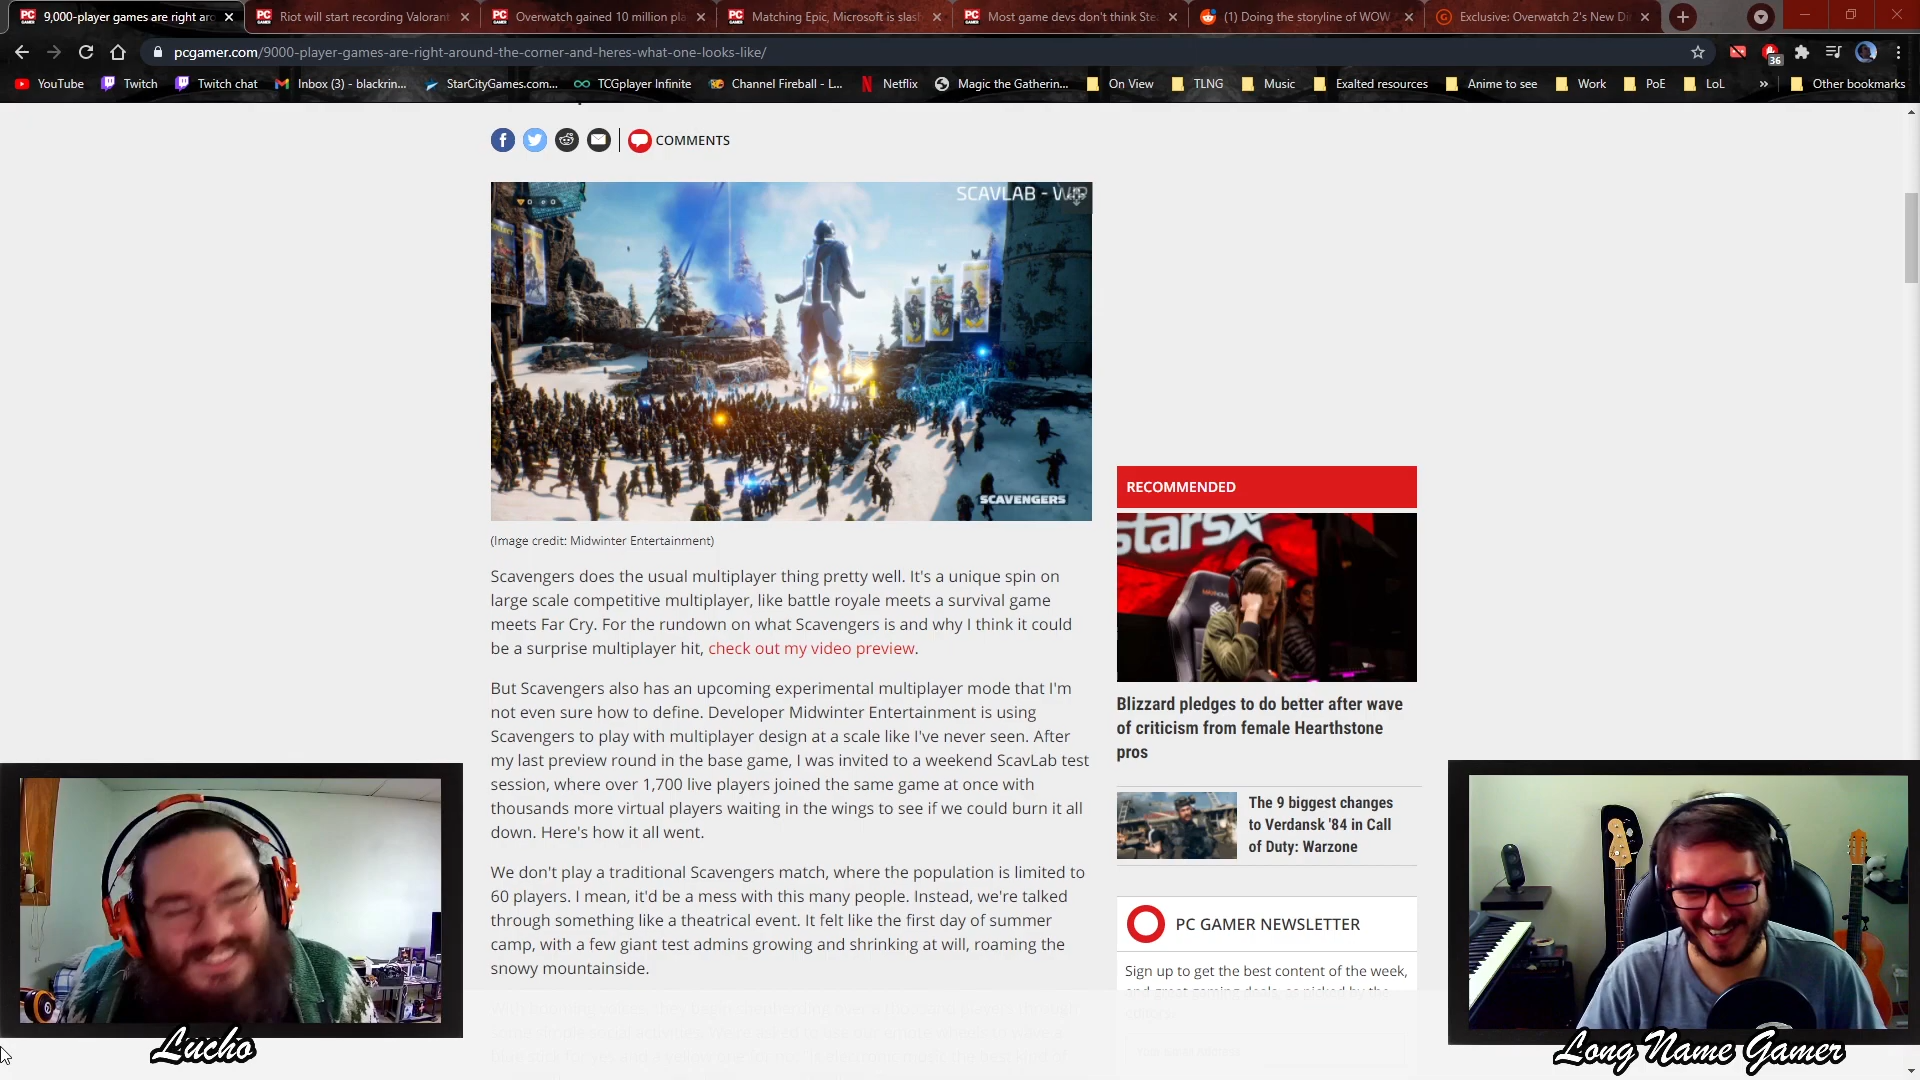 9,000-player games are right aro
Riot will start recording Valorant
Overwatch gained 10 million pla
Matching Epic, Microsoft is slash
Most game devs don't think Ste
(1) Doing the storyline of WOW
Exclusive: Overwatch 2's New Di
pcgamer.com/9000-player-games-are-right-around-the-corner-and-heres-what-one-looks-like/
36
YouTube
Twitch
Twitch chat
Inbox (3) - blackrin...
StarCityGames.com...
TCGplayer Infinite
Channel Fireball - L...
Netflix
Magic the Gatherin...
On View
TLNG
Music
Exalted resources
Anime to see
Work
PoE
LoL
»
Other bookmarks
COMMENTS
SCAVLAB - WIP
SCAVENGERS
(Image credit: Midwinter Entertainment)
Scavengers does the usual multiplayer thing pretty well. It's a unique spin on
large scale competitive multiplayer, like battle royale meets a survival game
meets Far Cry. For the rundown on what Scavengers is and why I think it could
be a surprise multiplayer hit, check out my video preview.
But Scavengers also has an upcoming experimental multiplayer mode that I'm
not even sure how to define. Developer Midwinter Entertainment is using
Scavengers to play with multiplayer design at a scale like I've never seen. After
my last preview round in the base game, I was invited to a weekend ScavLab test
session, where over 1,700 live players joined the same game at once with
thousands more virtual players waiting in the wings to see if we could burn it all
down. Here's how it all went.
We don't play a traditional Scavengers match, where the population is limited to
60 players. I mean, it'd be a mess with this many people. Instead, we're talked
through something like a theatrical event. It felt like the first day of summer
camp, with a few giant test admins growing and shrinking at will, roaming the
snowy mountainside.
RECOMMENDED
stars
Blizzard pledges to do better after wave
of criticism from female Hearthstone
pros
The 9 biggest changes
to Verdansk '84 in Call
of Duty: Warzone
PC GAMER NEWSLETTER
Sign up to get the best content of the week,
Lucho
Long Name Gamer